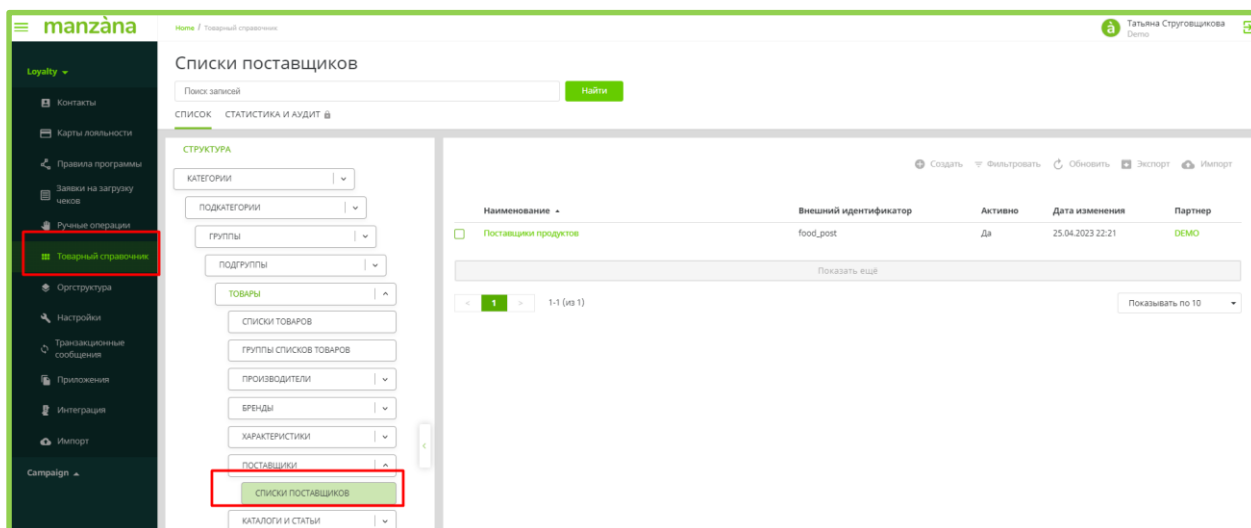 manzàna
Home / Товарный справочник
à
Татьяна Струговщикова
Demo
Loyalty
Контакты
Карты лояльности
Правила программы
Заявки на загрузку
чеков
Ручные операции
Товарный справочник
Оргструктура
Настройки
Транзакционные
сообщения
Приложения
Интеграция
Импорт
Campaign
Списки поставщиков
Поиск записей
Найти
СПИСОК СТАТИСТИКА И АУДИТ
СТРУКТУРА
КАТЕГОРИИ
ПОДКАТЕГОРИИ
ГРУППЫ
ПОДГРУППЫ
ТОВАРЫ
СПИСКИ ТОВАРОВ
ГРУППЫ СПИСКОВ ТОВАРОВ
ПРОИЗВОДИТЕЛИ
БРЕНДЫ
ХАРАКТЕРИСТИКИ
ПОСТАВЩИКИ
СПИСКИ ПОСТАВЩИКОВ
КАТАЛОГИ И СТАТЬИ
Создать Фильтровать Обновить Экспорт Импорт
Наименование Внешний идентификатор Активно Дата изменения Партнер
Поставщики продуктов food_post Да 25.04.2023 22:21 DEMO
Показать ещё
< 1 > 1-1 (из 1) Показывать по 10